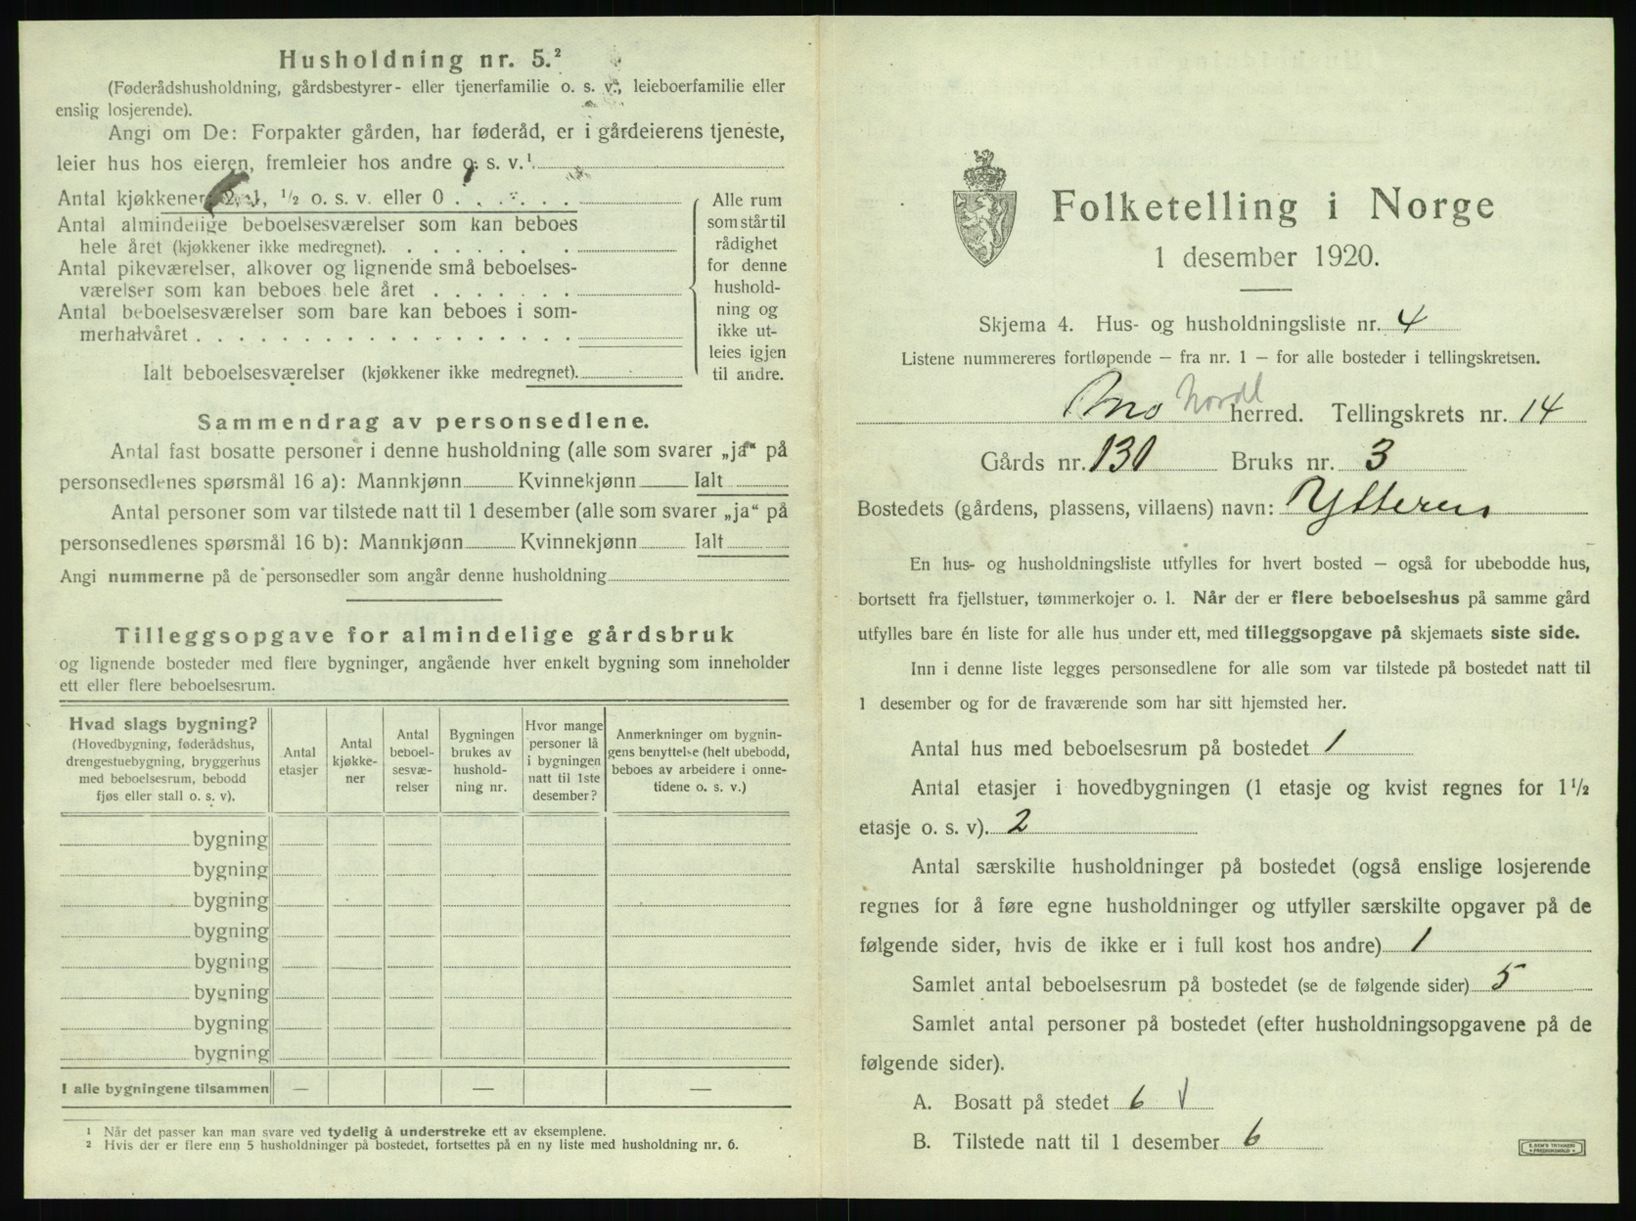 Husholdning nr. 5.²
(Føderådshusholdning, gårdsbestyrer- eller tjenerfamilie o. s. v., leieboerfamilie eller
enslig losjerende).
Angi om De: Forpakter gården, har føderåd, er i gårdeierens tjeneste,
leier hus hos eieren, fremleier hos andre o. s. v.¹
Antal kjøkkener: 2, 1, ½ o. s. v. eller 0
Antal almindelige beboelsesværelser som kan beboes
hele året (kjøkkener ikke medregnet).
Antal pikeværelser, alkover og lignende små beboelses-
værelser som kan beboes hele året
Antal beboelsesværelser som bare kan beboes i som-
merhalvåret
Ialt beboelsesværelser (kjøkkener ikke medregnet).
Alle rum
som står til
rådighet
for denne
hushold-
ning og
ikke ut-
leies igjen
til andre.
Sammendrag av personsedlene.
Antal fast bosatte personer i denne husholdning (alle som svarer „ja“ på
personsedlenes spørsmål 16 a): Mannkjønn Kvinnekjønn Ialt
Antal personer som var tilstede natt til 1 desember (alle som svarer „ja“ på
personsedlenes spørsmål 16 b): Mannkjønn Kvinnekjønn Ialt
Angi nummerne på de personsedler som angår denne husholdning
Tilleggsopgave for almindelige gårdsbruk
og lignende bosteder med flere bygninger, angående hver enkelt bygning som inneholder
ett eller flere beboelsesrum.
Hvad slags bygning?
(Hovedbygning, føderådshus,
drengestuebygning, bryggerhus
med beboelsesrum, bebodd
fjøs eller stall o. s. v).
Antal
etasjer
Antal
kjøkke-
ner
Antal
beboel-
sesvæ-
relser
Bygningen
brukes av
hushold-
ning nr.
Hvor mange
personer lå
i bygningen
natt til 1ste
desember?
Anmerkninger om bygnin-
gens benyttelse (helt ubebodd,
beboes av arbeidere i onne-
tidene o. s. v.)
bygning
bygning
bygning
bygning
bygning
bygning
bygning
bygning
I alle bygningene tilsammen — — —
¹ Når det passer kan man svare ved tydelig å understreke ett av eksemplene.
² Hvis der er flere enn 5 husholdninger på bostedet, fortsettes på en ny liste med husholdning nr. 6.
Folketelling i Norge
1 desember 1920.
Skjema 4. Hus- og husholdningsliste nr. 4
Listene nummereres fortløpende — fra nr. 1 — for alle bosteder i tellingskretsen.
Mo Nordl herred. Tellingskrets nr. 14
Gårds nr. 131 Bruks nr. 3
Bostedets (gårdens, plassens, villaens) navn: Ytteren
En hus- og husholdningsliste utfylles for hvert bosted — også for ubebodde hus,
bortsett fra fjellstuer, tømmerkojer o. l. Når der er flere beboelseshus på samme gård
utfylles bare én liste for alle hus under ett, med tilleggsopgave på skjemaets siste side.
Inn i denne liste legges personsedlene for alle som var tilstede på bostedet natt til
1 desember og for de fraværende som har sitt hjemsted her.
Antal hus med beboelsesrum på bostedet 1
Antal etasjer i hovedbygningen (1 etasje og kvist regnes for 1½
etasje o. s. v). 2
Antal særskilte husholdninger på bostedet (også enslige losjerende
regnes for å føre egne husholdninger og utfyller særskilte opgaver på de
følgende sider, hvis de ikke er i full kost hos andre) 1
Samlet antal beboelsesrum på bostedet (se de følgende sider) 5
Samlet antal personer på bostedet (efter husholdningsopgavene på de
følgende sider).
A. Bosatt på stedet 6 √
B. Tilstede natt til 1 desember 6